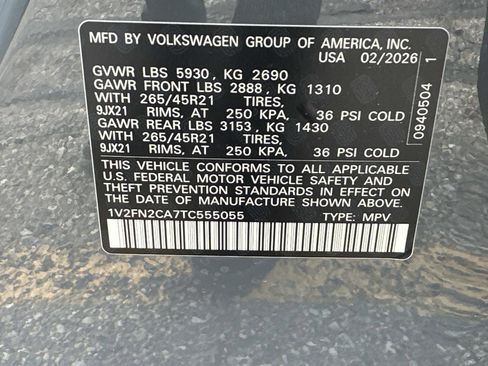 MFD BY VOLKSWAGEN GROUP OF AMERICA, INC.
USA 02/2026
GVWR LBS 5930, KG 2690
GAWR FRONT LBS 2888, KG 1310
WITH 265/45R21 TIRES,
9JX21 RIMS, AT 250 KPA, 36 PSI COLD
GAWR REAR LBS 3153, KG 1430
WITH 265/45R21 TIRES,
9JX21 RIMS, AT 250 KPA, 36 PSI COLD
THIS VEHICLE CONFORMS TO ALL APPLICABLE
U.S. FEDERAL MOTOR VEHICLE SAFETY AND
THEFT PREVENTION STANDARDS IN EFFECT ON
THE DATE OF MANUFACTURE SHOWN ABOVE.
1V2FN2CA7TC555055 TYPE: MPV
0940504 1